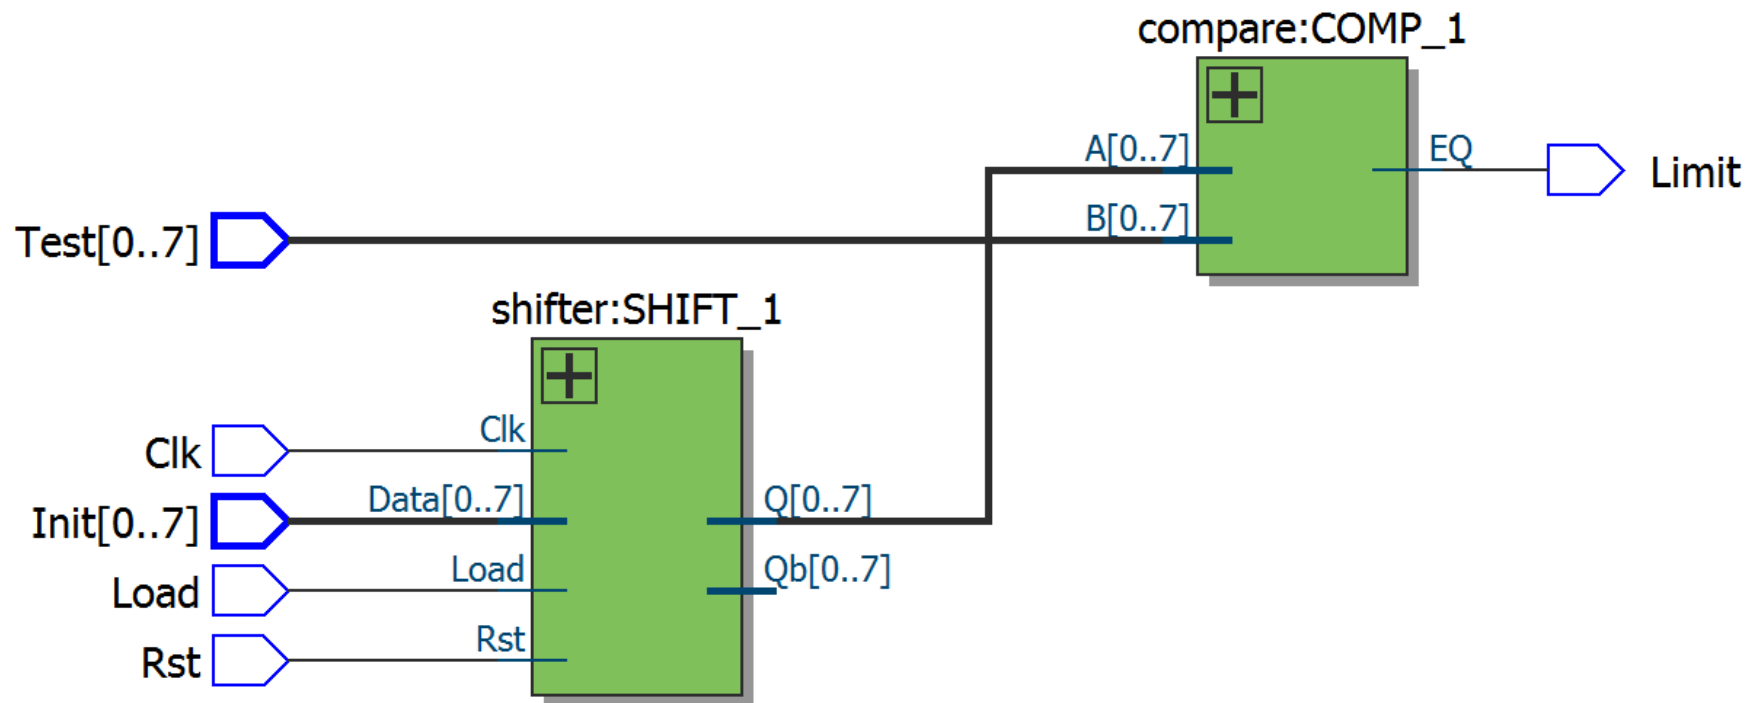 compare:COMP_1
A[0..7]
EQ
Limit
B[0..7]
Test[0..7]
shifter:SHIFT_1
Clk
Clk
Data[0..7]
Q[0..7]
Init[0..7]
Load
Qb[0..7]
Load
Rst
Rst